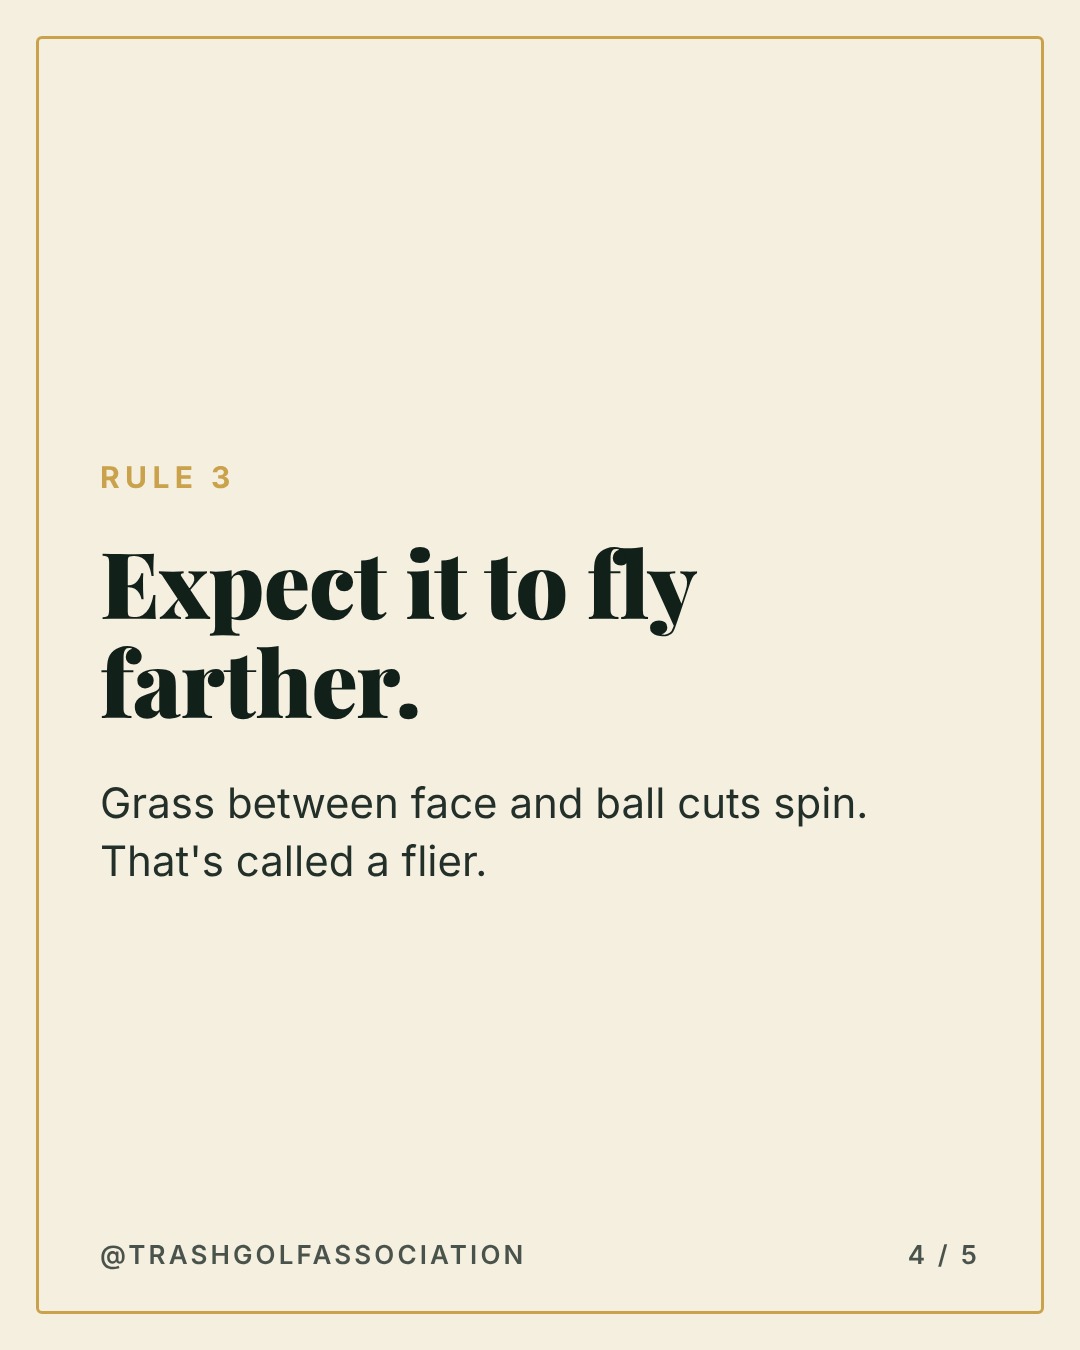 RULE 3
Expect it to fly
farther.
Grass between face and ball cuts spin.
That's called a flier.
@TRASHGOLFASSOCIATION
4 / 5